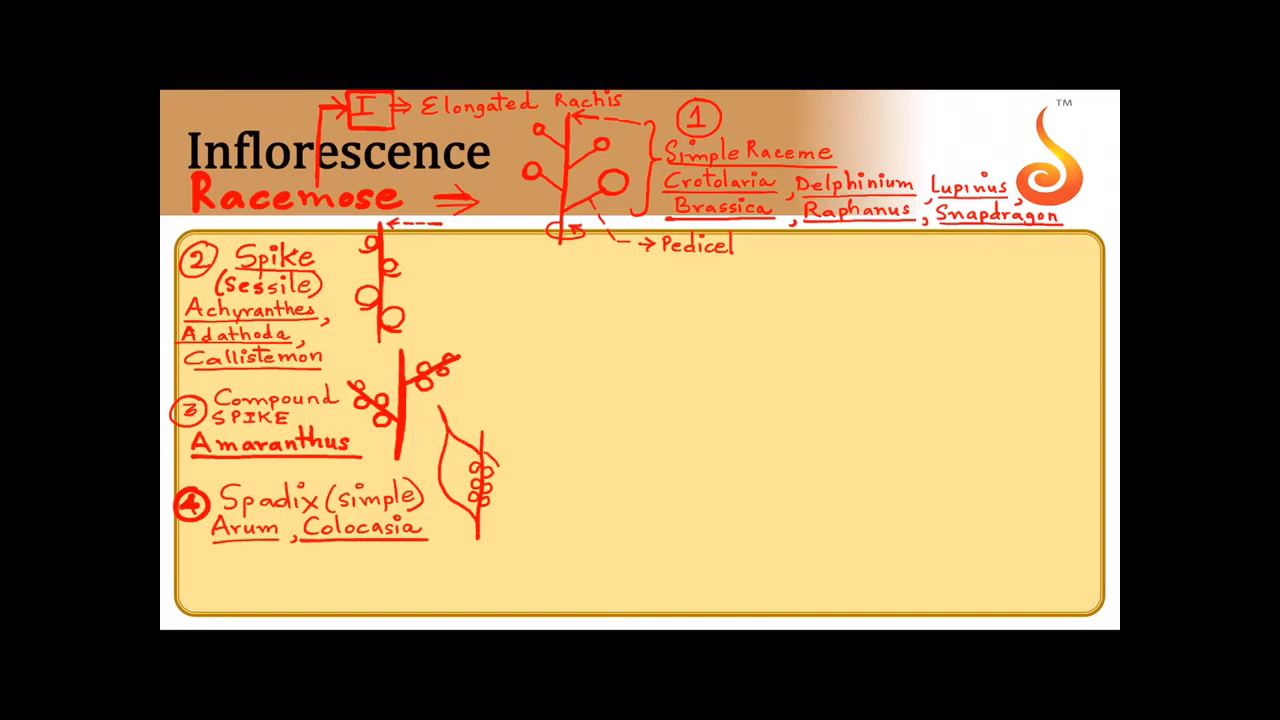 I ⇒ Elongated Rachis
TM
Inflorescence
Racemose ⇒
1
Simple Raceme
Crotolaria, Delphinium, Lupinus,
Brassica, Raphanus, Snapdragon
→ Pedicel
2 Spike
(Sessile)
Achyranthes,
Adathoda,
Callistemon
3 Compound
SPIKE
Amaranthus
4 Spadix (simple)
Arum, Colocasia